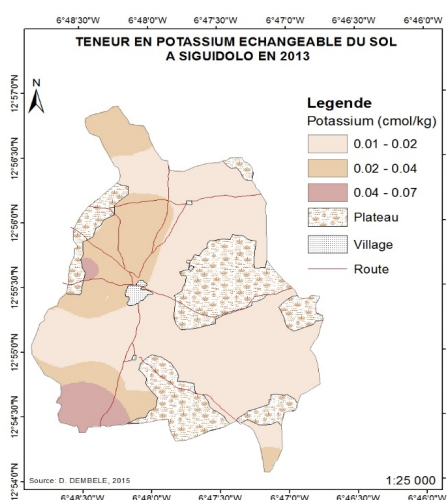 6°48'30"W 6°48'0"W 6°47'30"W 6°47'0"W 6°46'30"W 6°46'0"W
TENEUR EN POTASSIUM ECHANGEABLE DU SOL
A SIGUIDOLO EN 2013
N
12°57'0"N
12°56'30"N
12°56'0"N
12°55'30"N
12°55'0"N
12°54'30"N
12°54'0"N
Legende
Potassium (cmol/kg)
0.01 - 0.02
0.02 - 0.04
0.04 - 0.07
Plateau
Village
Route
Source: D. DEMBELE, 2015
1:25 000
6°48'30"W 6°48'0"W 6°47'30"W 6°47'0"W 6°46'30"W 6°46'0"W